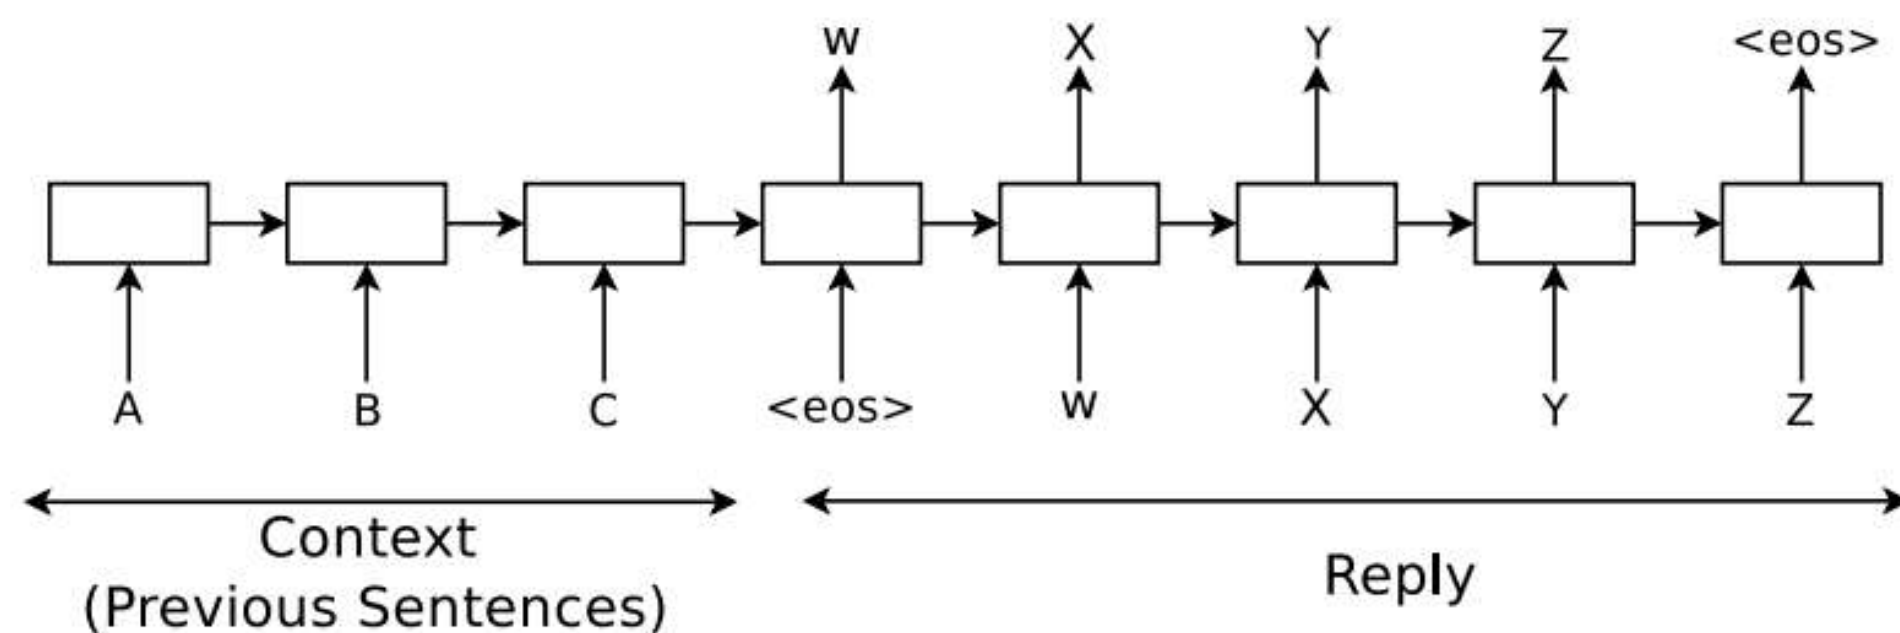 W X Y Z <eos>
A B C <eos> W X Y Z
Context
(Previous Sentences)
Reply